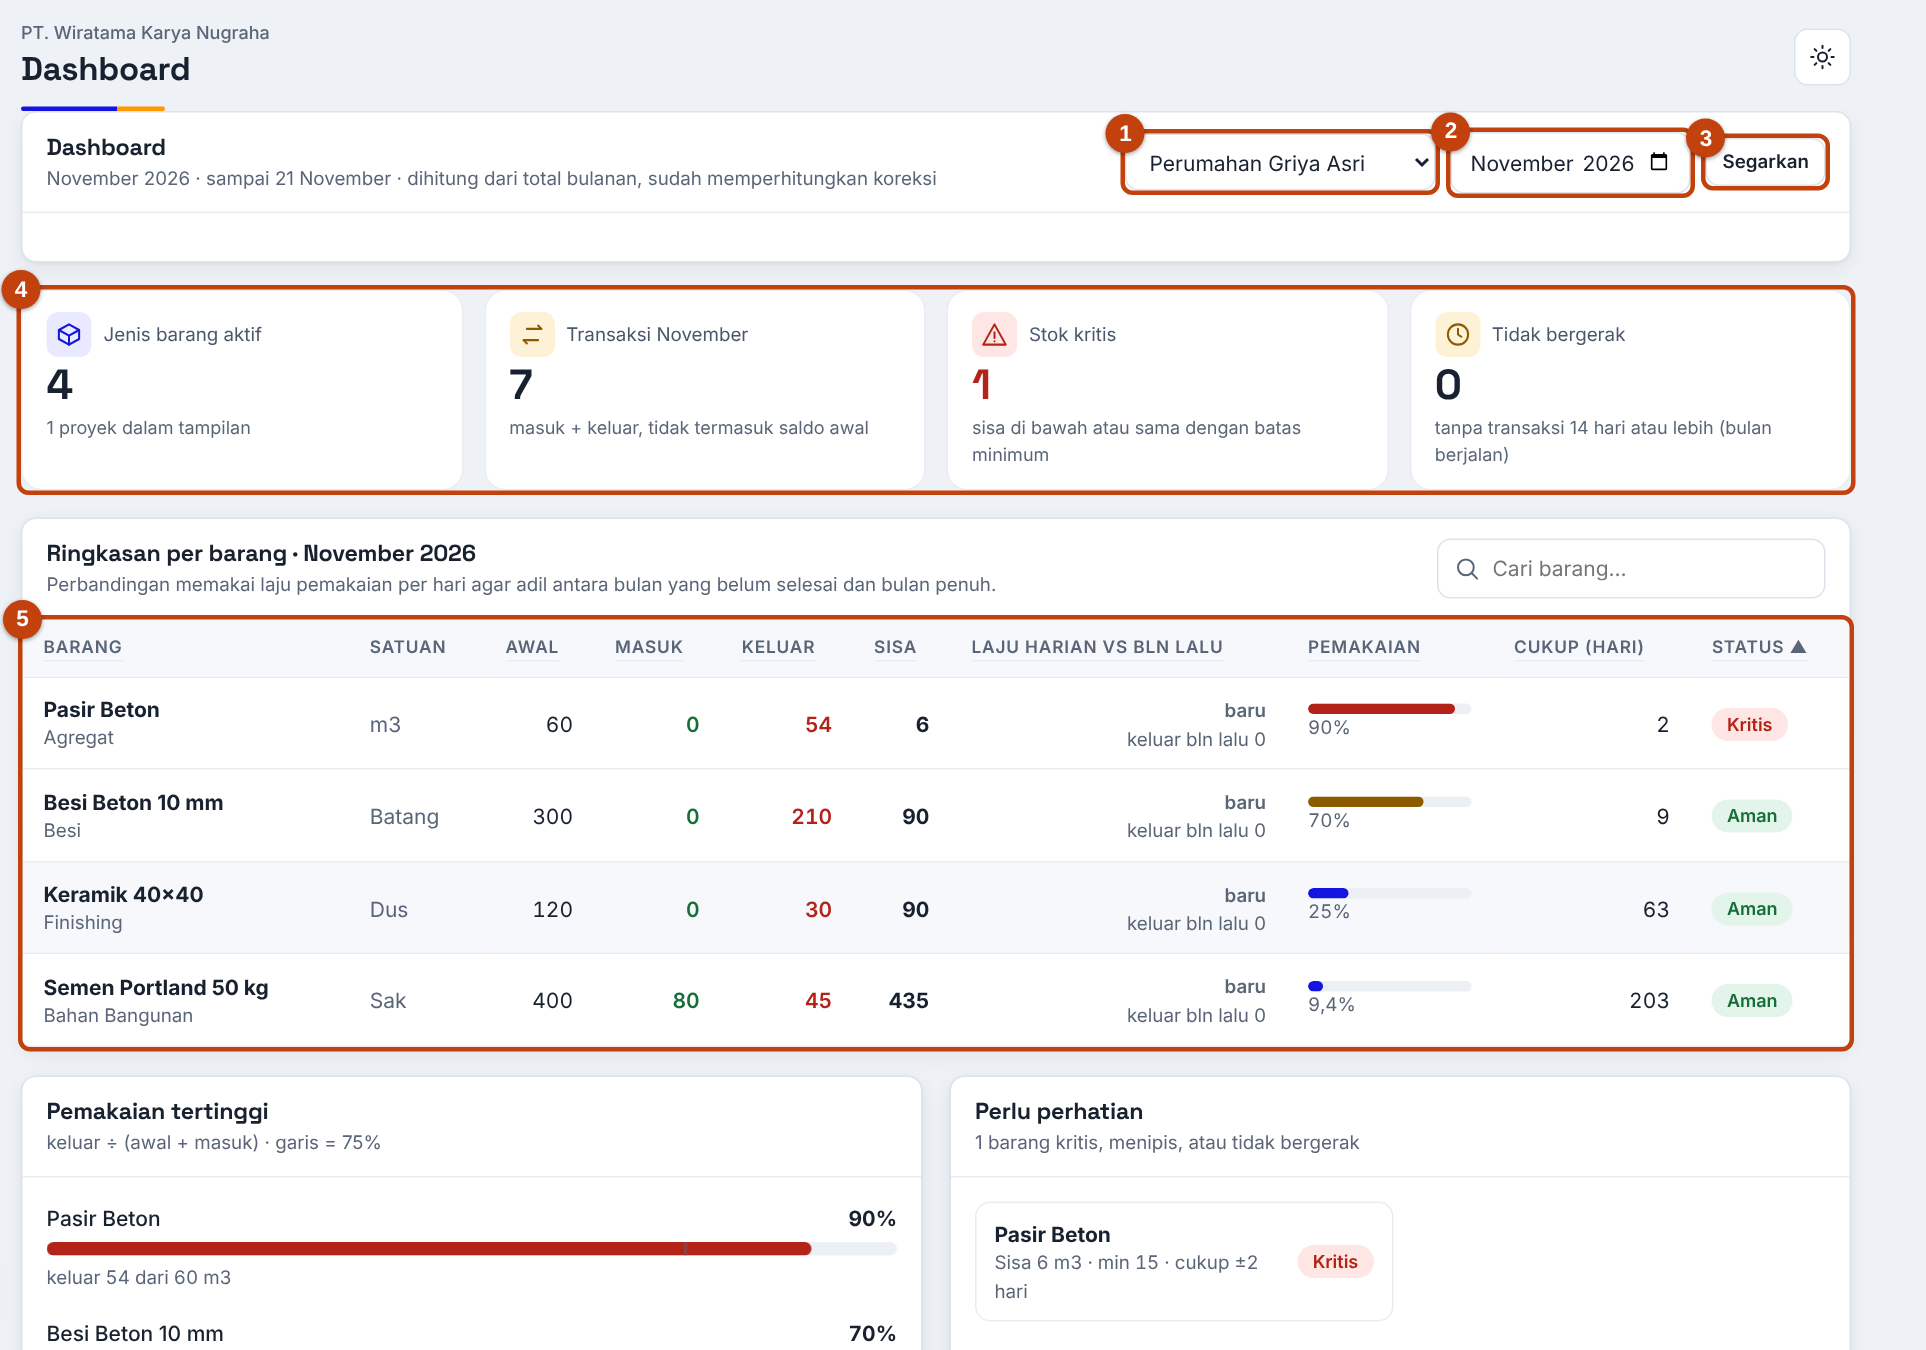 PT. Wiratama Karya Nugraha
Dashboard
Dashboard
November 2026 · sampai 21 November · dihitung dari total bulanan, sudah memperhitungkan koreksi
1
Perumahan Griya Asri
2
November 2026
3
Segarkan
4
Jenis barang aktif
4
1 proyek dalam tampilan
Transaksi November
7
masuk + keluar, tidak termasuk saldo awal
Stok kritis
1
sisa di bawah atau sama dengan batas
minimum
Tidak bergerak
0
tanpa transaksi 14 hari atau lebih (bulan
berjalan)
Ringkasan per barang · November 2026
Perbandingan memakai laju pemakaian per hari agar adil antara bulan yang belum selesai dan bulan penuh.
Cari barang...
5
BARANG SATUAN AWAL MASUK KELUAR SISA LAJU HARIAN VS BLN LALU PEMAKAIAN CUKUP (HARI) STATUS ▲
Pasir Beton
Agregat
m3 60 0 54 6
baru
keluar bln lalu 0
90%
2
Kritis
Besi Beton 10 mm
Besi
Batang 300 0 210 90
baru
keluar bln lalu 0
70%
9
Aman
Keramik 40×40
Finishing
Dus 120 0 30 90
baru
keluar bln lalu 0
25%
63
Aman
Semen Portland 50 kg
Bahan Bangunan
Sak 400 80 45 435
baru
keluar bln lalu 0
9,4%
203
Aman
Pemakaian tertinggi
keluar ÷ (awal + masuk) · garis = 75%
Pasir Beton 90%
keluar 54 dari 60 m3
Besi Beton 10 mm 70%
Perlu perhatian
1 barang kritis, menipis, atau tidak bergerak
Pasir Beton
Sisa 6 m3 · min 15 · cukup ±2
hari
Kritis